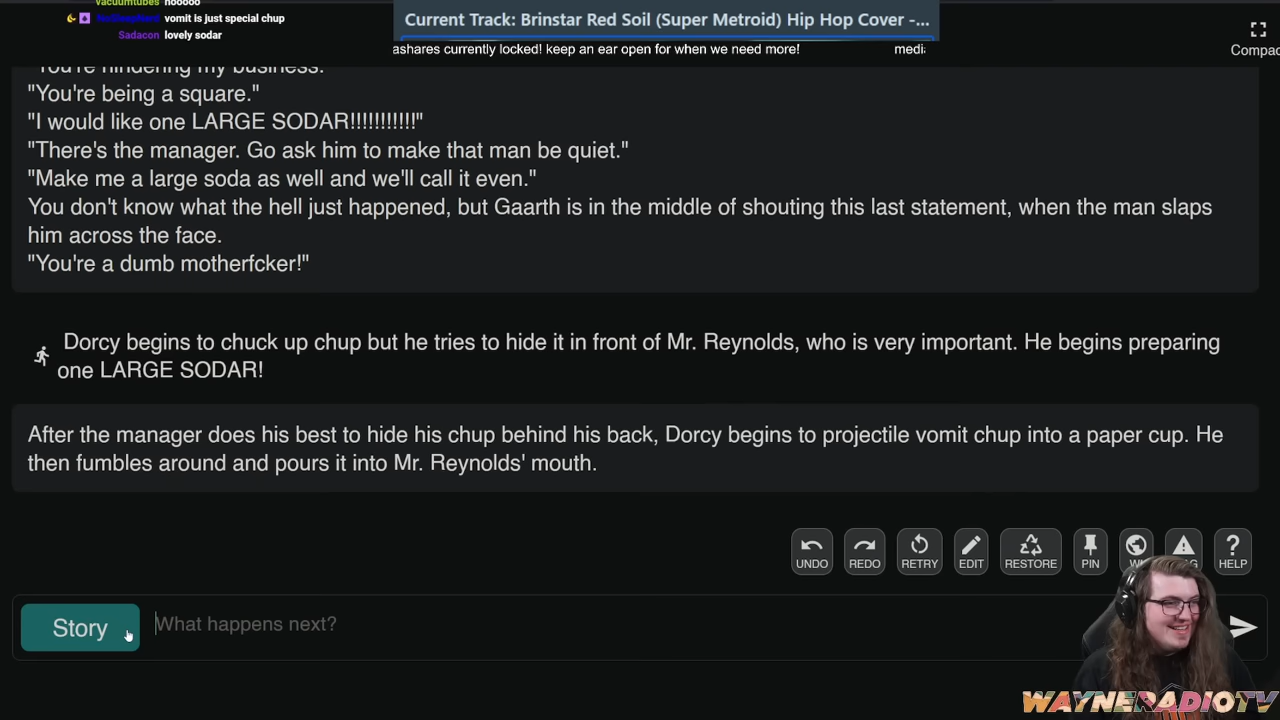 vacuumtubes nooooo
vomit is just special chup
Sadacon lovely sodar
Current Track: Brinstar Red Soil (Super Metroid) Hip Hop Cover -...
ashares currently locked! keep an ear open for when we need more! media
Compac
"You're hindering my business."
"You're being a square."
"I would like one LARGE SODAR!!!!!!!!!!!"
"There's the manager. Go ask him to make that man be quiet."
"Make me a large soda as well and we'll call it even."
You don't know what the hell just happened, but Gaarth is in the middle of shouting this last statement, when the man slaps
him across the face.
"You're a dumb motherfcker!"
Dorcy begins to chuck up chup but he tries to hide it in front of Mr. Reynolds, who is very important. He begins preparing
one LARGE SODAR!
After the manager does his best to hide his chup behind his back, Dorcy begins to projectile vomit chup into a paper cup. He
then fumbles around and pours it into Mr. Reynolds' mouth.
UNDO REDO RETRY EDIT RESTORE PIN HELP
Story What happens next?
WAYNERADIOTV